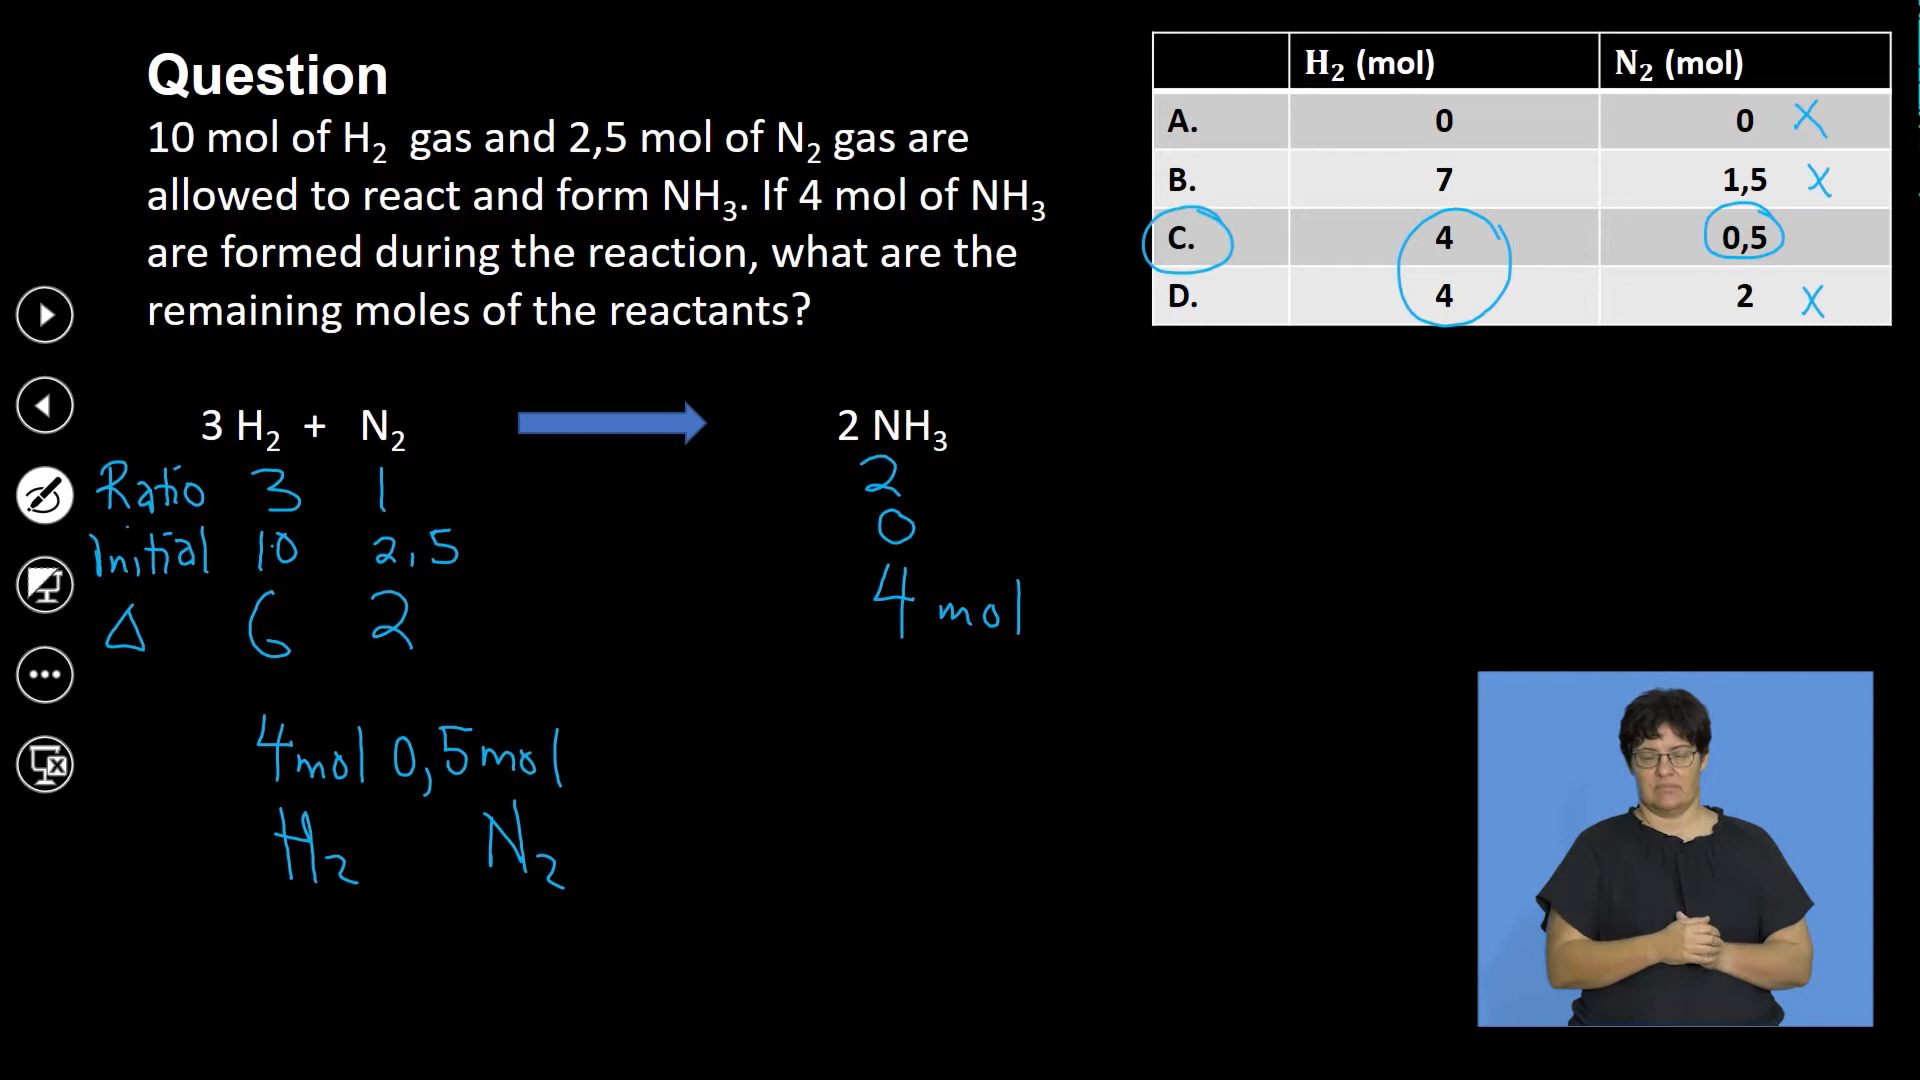 Question
10 mol of H₂ gas and 2,5 mol of N₂ gas are
allowed to react and form NH₃. If 4 mol of NH₃
are formed during the reaction, what are the
remaining moles of the reactants?
H₂ (mol) N₂ (mol)
A. 0 0 X
B. 7 1,5 X
C. 4 0,5
D. 4 2 X
3 H₂ + N₂ 2 NH₃
Ratio 3 1 2
Initial 10 2,5 0
Δ 6 2 4 mol
4mol 0,5mol
H₂ N₂